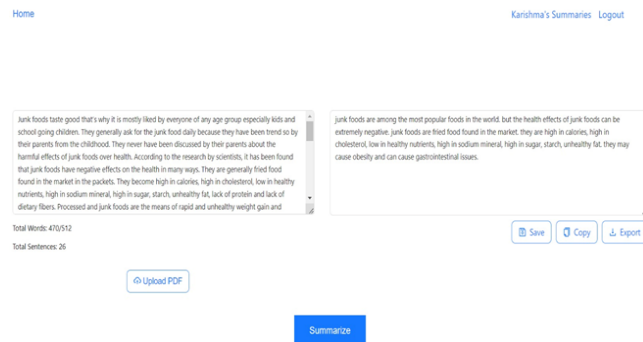 Home
Karishma's Summaries Logout
Junk foods taste good that's why it is mostly liked by everyone of any age group especially kids and
school going children. They generally ask for the junk food daily because they have been trend so by
their parents from the childhood. They never have been discussed by their parents about the
harmful effects of junk foods over health. According to the research by scientists, it has been found
that junk foods have negative effects on the health in many ways. They are generally fried food
found in the market in the packets. They become high in calories, high in cholesterol, low in healthy
nutrients, high in sodium mineral, high in sugar, starch, unhealthy fat, lack of protein and lack of
dietary fibers. Processed and junk foods are the means of rapid and unhealthy weight gain and
junk foods are among the most popular foods in the world. but the health effects of junk foods can be
extremely negative. junk foods are fried food found in the market. they are high in calories, high in
cholesterol, low in healthy nutrients, high in sodium mineral, high in sugar, starch, unhealthy fat. they may
cause obesity and can cause gastrointestinal issues.
Total Words: 470/512
Total Sentences: 26
Save Copy Export
Upload PDF
Summarize